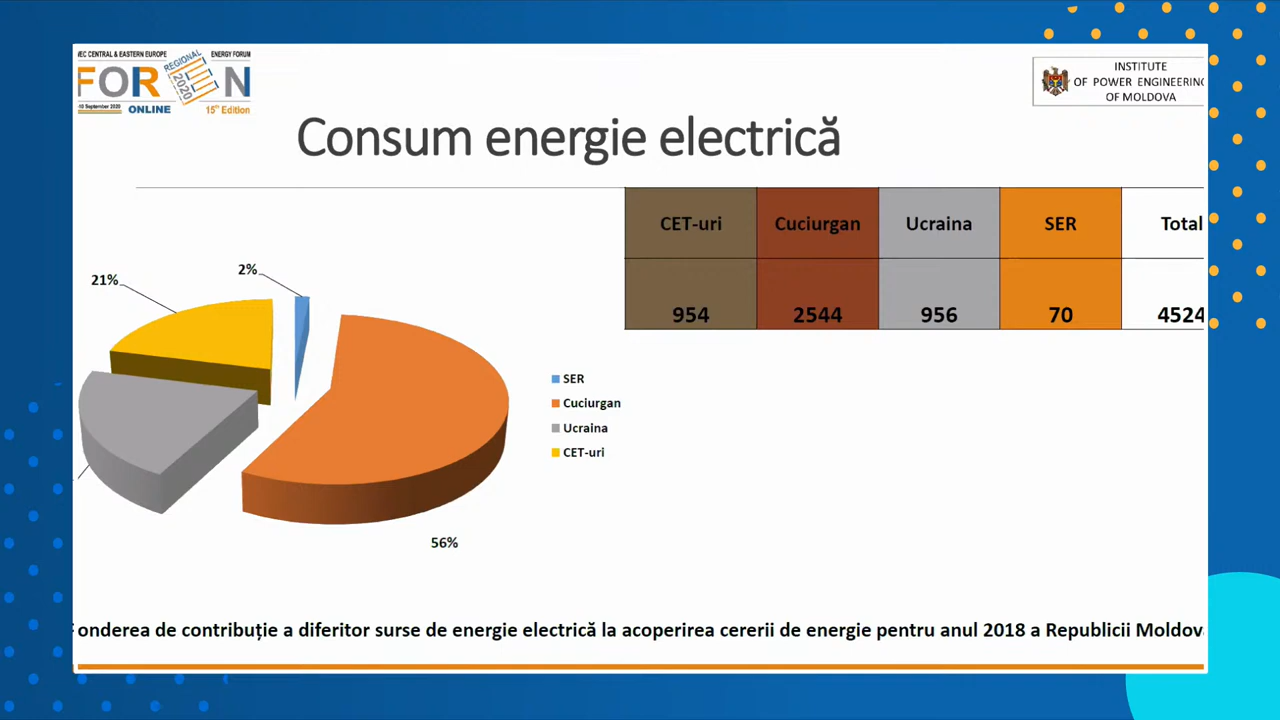 IEC CENTRAL & EASTERN EUROPE
ENERGY FORUM
FOREN
REGIONAL
2020
10 September 2020
ONLINE
15th Edition
INSTITUTE
OF POWER ENGINEERING
OF MOLDOVA
Consum energie electrică
CET-uri Cuciurgan Ucraina SER Total
954 2544 956 70 4524
21%
2%
56%
SER
Cuciurgan
Ucraina
CET-uri
onderea de contribuție a diferitor surse de energie electrică la acoperirea cererii de energie pentru anul 2018 a Republicii Moldov